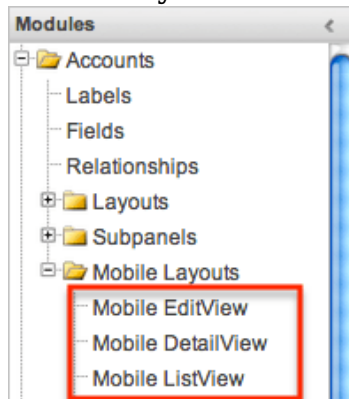 Modules <
Accounts
Labels
Fields
Relationships
Layouts
Subpanels
Mobile Layouts
Mobile EditView
Mobile DetailView
Mobile ListView